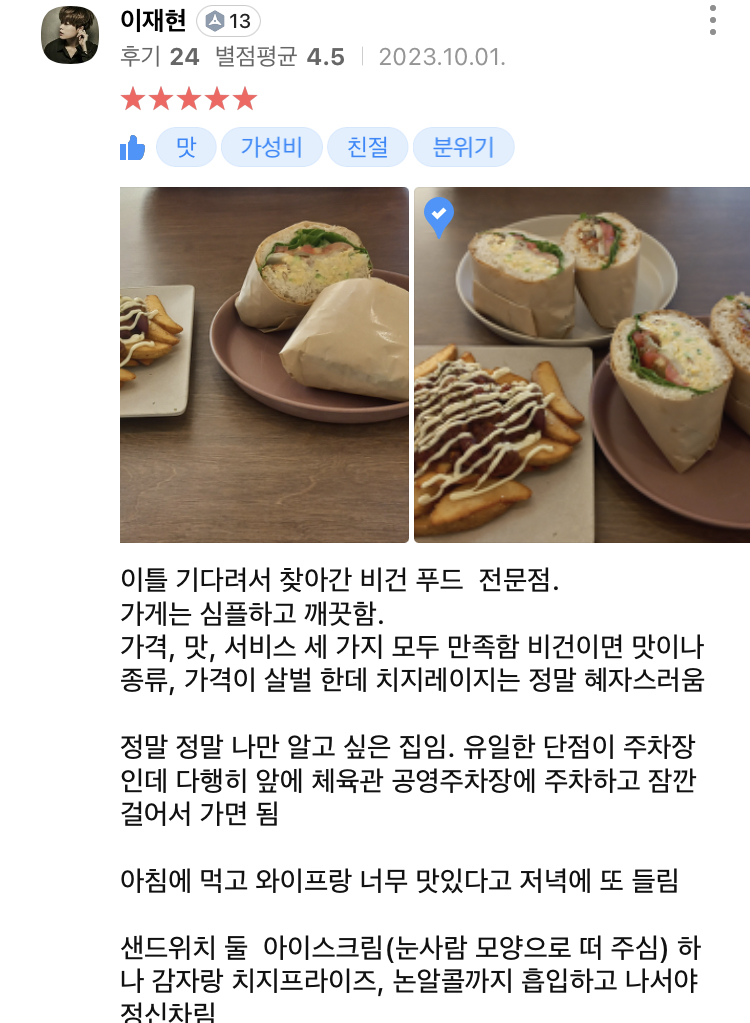 이재현 13
후기 24 별점평균 4.5 2023.10.01.
맛 가성비 친절 분위기
이틀 기다려서 찾아간 비건 푸드 전문점.
가게는 심플하고 깨끗함.
가격, 맛, 서비스 세 가지 모두 만족함 비건이면 맛이나
종류, 가격이 살벌 한데 치지레이지는 정말 혜자스러움
정말 정말 나만 알고 싶은 집임. 유일한 단점이 주차장
인데 다행히 앞에 체육관 공영주차장에 주차하고 잠깐
걸어서 가면 됨
아침에 먹고 와이프랑 너무 맛있다고 저녁에 또 들림
샌드위치 둘 아이스크림(눈사람 모양으로 떠 주심) 하
나 감자랑 치지프라이즈, 논알콜까지 흡입하고 나서야
정신차림